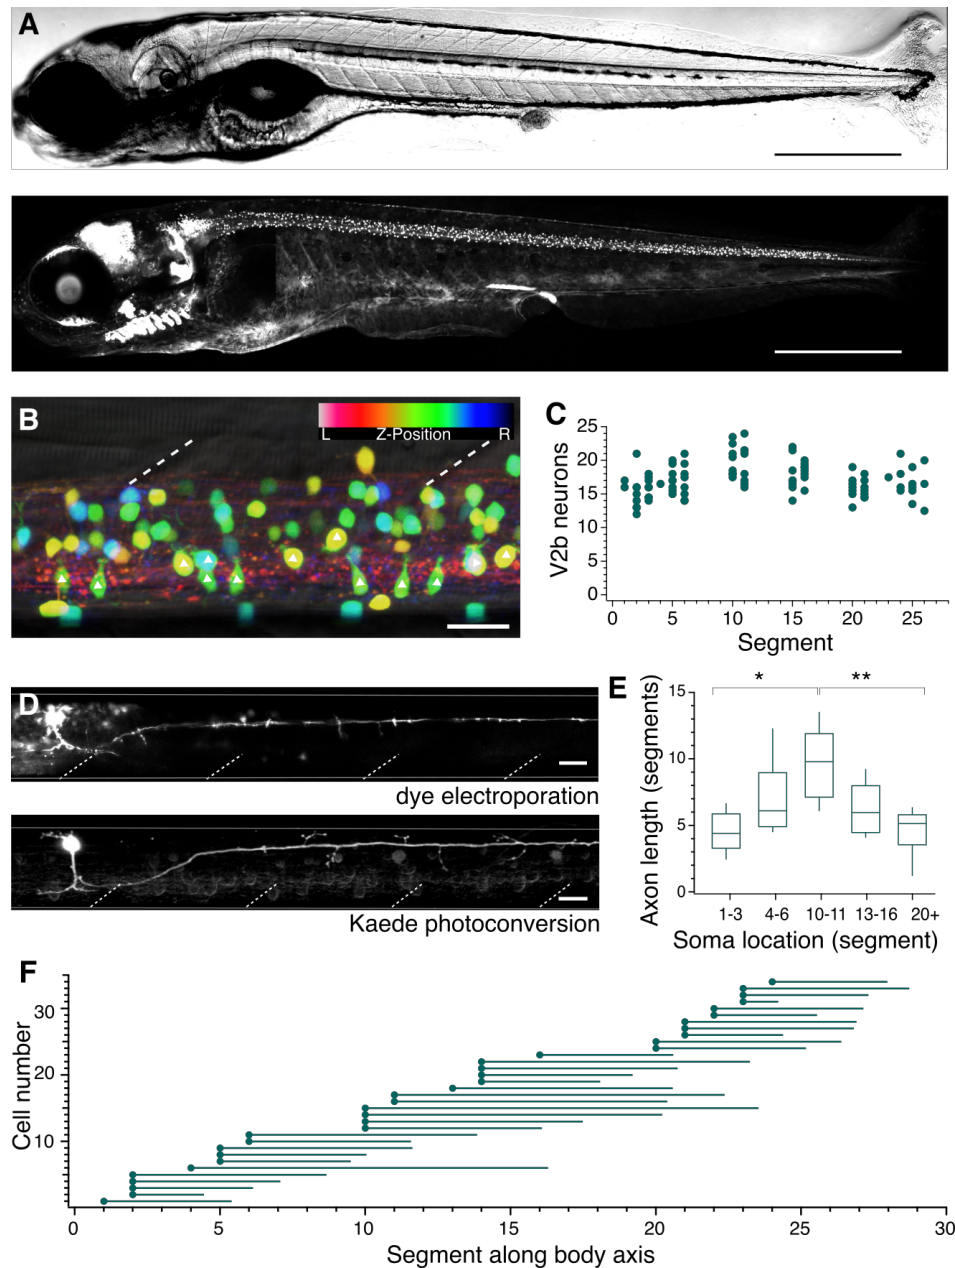 A
B
L Z-Position R
C
25
20
15
10
5
0
V2b neurons
0 5 10 15 20 25
Segment
D
dye electroporation
Kaede photoconversion
E
* **
15
10
5
0
Axon length (segments)
1-3 4-6 10-11 13-16 20+
Soma location (segment)
F
30
20
10
Cell number
0 5 10 15 20 25 30
Segment along body axis